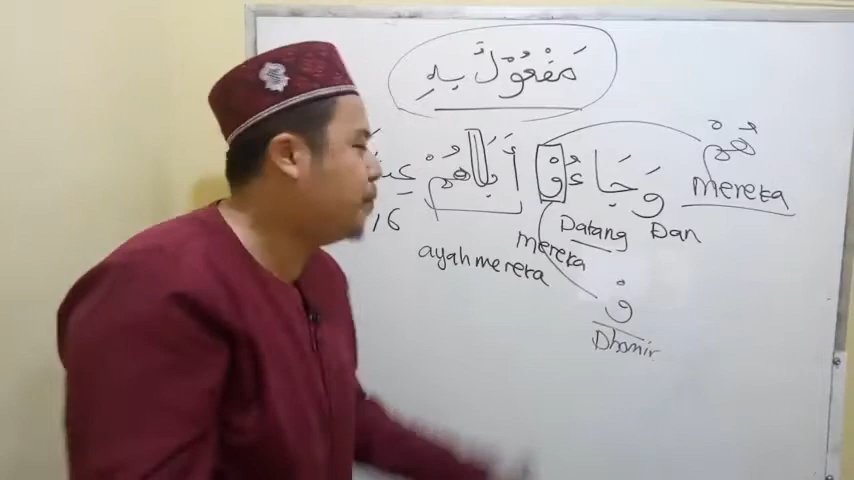 مَفْعُوْلٌ بِهِ
هُمْ
وَجَاءُوْ أَبَاهُمْ
mereka
Datang Dan
16
mereka
ayah mereka
وْ
Dhomir